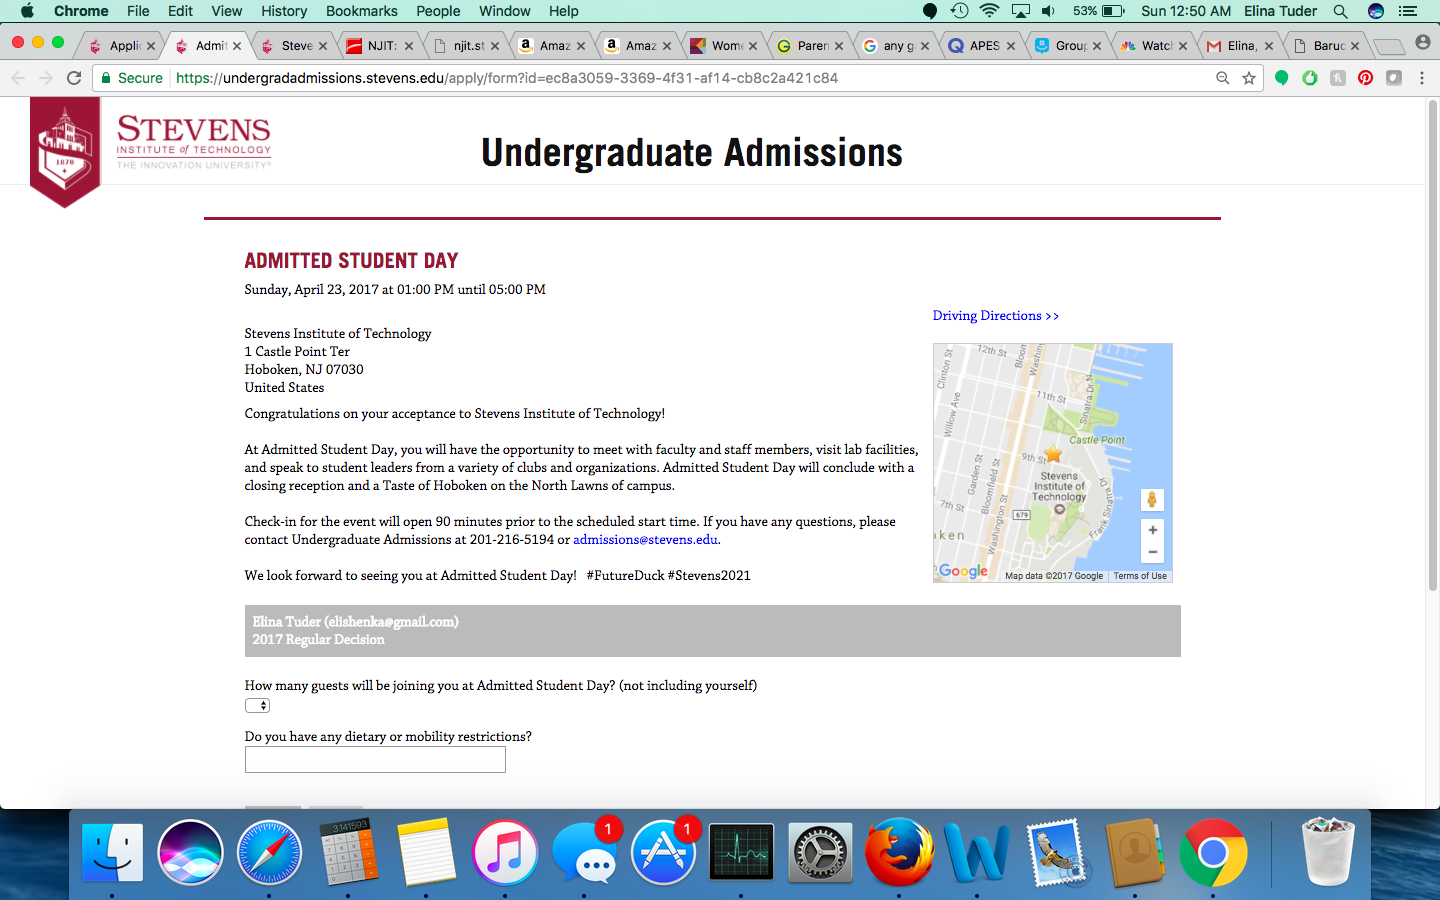 Chrome File Edit View History Bookmarks People Window Help 53% Sun 12:50 AM Elina Tuder
Applic Admit Steve NJIT: njit.st Amaz Amaz Wome Paren any g APES Group Watch Elina, Baruc
Secure https://undergradadmissions.stevens.edu/apply/form?id=ec8a3059-3369-4f31-af14-cb8c2a421c84
STEVENS
INSTITUTE of TECHNOLOGY
THE INNOVATION UNIVERSITY®
1870
Undergraduate Admissions
ADMITTED STUDENT DAY
Sunday, April 23, 2017 at 01:00 PM until 05:00 PM
Driving Directions >>
Stevens Institute of Technology
1 Castle Point Ter
Hoboken, NJ 07030
United States
Congratulations on your acceptance to Stevens Institute of Technology!
At Admitted Student Day, you will have the opportunity to meet with faculty and staff members, visit lab facilities,
and speak to student leaders from a variety of clubs and organizations. Admitted Student Day will conclude with a
closing reception and a Taste of Hoboken on the North Lawns of campus.
Check-in for the event will open 90 minutes prior to the scheduled start time. If you have any questions, please
contact Undergraduate Admissions at 201-216-5194 or admissions@stevens.edu.
We look forward to seeing you at Admitted Student Day! #FutureDuck #Stevens2021
12th St
Clinton St
Bloom
Washing
Willow Ave
11th St
Sinatra Dr N
Castle Point
9th St
Garden St
Bloomfield St
Washington St
Stevens
Institute of
Technology
7th St
679
Frank Sinatra Dr
ken
+
−
Google
Map data ©2017 Google Terms of Use
Elina Tuder (elishenka@gmail.com)
2017 Regular Decision
How many guests will be joining you at Admitted Student Day? (not including yourself)
Do you have any dietary or mobility restrictions?
3.141593
1
1